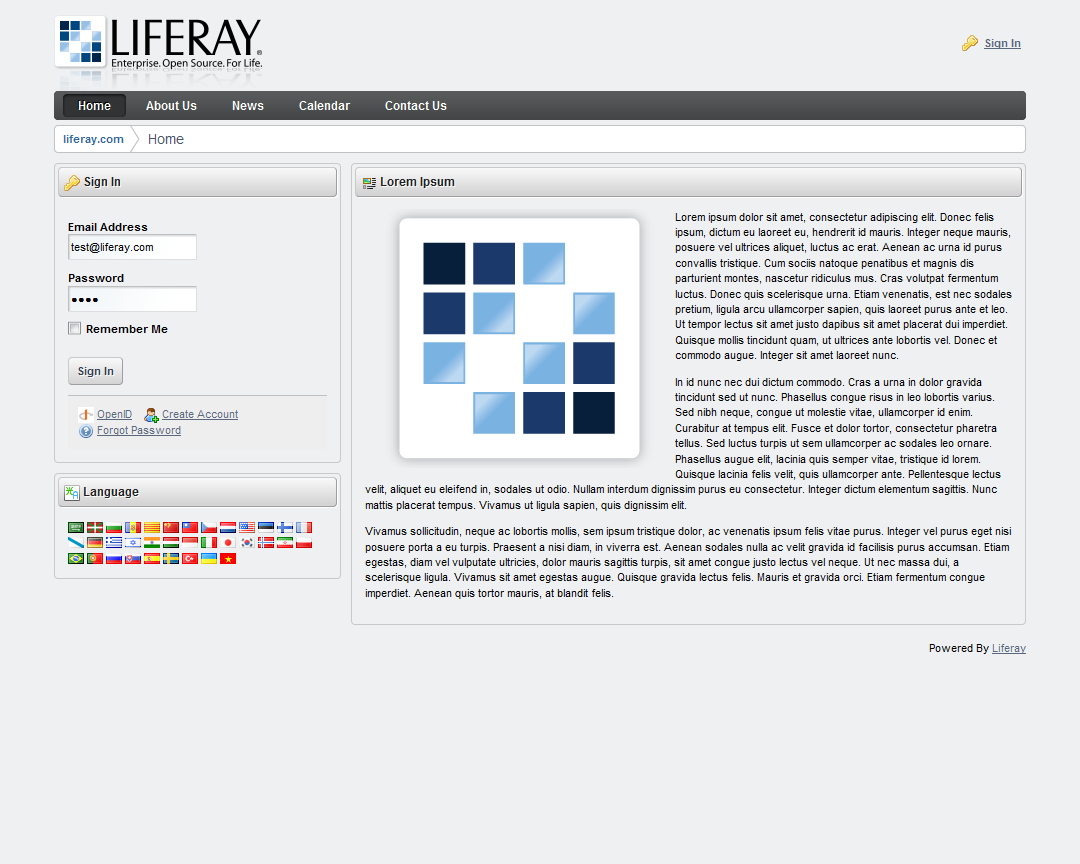 LIFERAY®
Enterprise. Open Source. For Life.
Sign In
Home
About Us
News
Calendar
Contact Us
liferay.com
Home
Sign In
Email Address
test@liferay.com
Password
Remember Me
Sign In
OpenID
Create Account
Forgot Password
Language
Lorem Ipsum
Lorem ipsum dolor sit amet, consectetur adipiscing elit. Donec felis
ipsum, dictum eu laoreet eu, hendrerit id mauris. Integer neque mauris,
posuere vel ultrices aliquet, luctus ac erat. Aenean ac urna id purus
convallis tristique. Cum sociis natoque penatibus et magnis dis
parturient montes, nascetur ridiculus mus. Cras volutpat fermentum
luctus. Donec quis scelerisque urna. Etiam venenatis, est nec sodales
pretium, ligula arcu ullamcorper sapien, quis laoreet purus ante et leo.
Ut tempor lectus sit amet justo dapibus sit amet placerat dui imperdiet.
Quisque mollis tincidunt quam, ut ultrices ante lobortis vel. Donec et
commodo augue. Integer sit amet laoreet nunc.
In id nunc nec dui dictum commodo. Cras a urna in dolor gravida
tincidunt sed ut nunc. Phasellus congue risus in leo lobortis varius.
Sed nibh neque, congue ut molestie vitae, ullamcorper id enim.
Curabitur at tempus elit. Fusce et dolor tortor, consectetur pharetra
tellus. Sed luctus turpis ut sem ullamcorper ac sodales leo ornare.
Phasellus augue elit, lacinia quis semper vitae, tristique id lorem.
Quisque lacinia felis velit, quis ullamcorper ante. Pellentesque lectus
velit, aliquet eu eleifend in, sodales ut odio. Nullam interdum dignissim purus eu consectetur. Integer dictum elementum sagittis. Nunc
mattis placerat tempus. Vivamus ut ligula sapien, quis dignissim elit.
Vivamus sollicitudin, neque ac lobortis mollis, sem ipsum tristique dolor, ac venenatis ipsum felis vitae purus. Integer vel purus eget nisi
posuere porta a eu turpis. Praesent a nisi diam, in viverra est. Aenean sodales nulla ac velit gravida id facilisis purus accumsan. Etiam
egestas, diam vel vulputate ultricies, dolor mauris sagittis turpis, sit amet congue justo lectus vel neque. Ut nec massa dui, a
scelerisque ligula. Vivamus sit amet egestas augue. Quisque gravida lectus felis. Mauris et gravida orci. Etiam fermentum congue
imperdiet. Aenean quis tortor mauris, at blandit felis.
Powered By Liferay